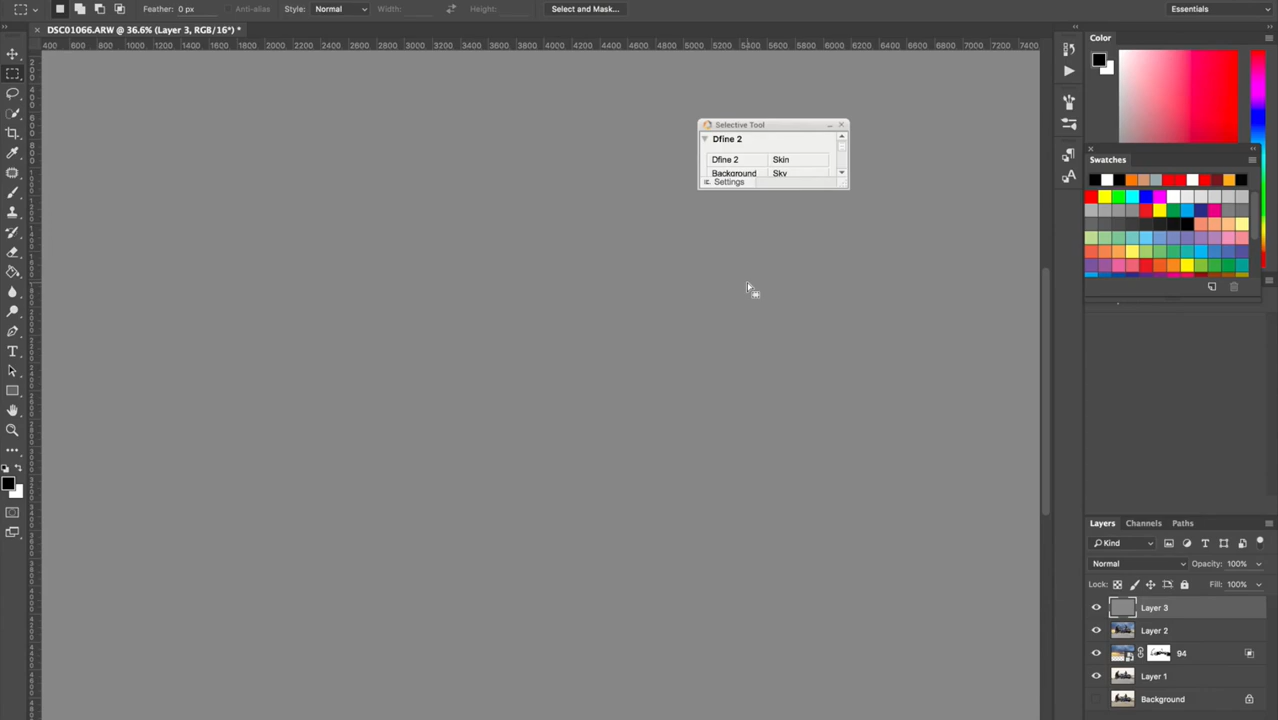 Feather: 0 px Anti-alias Style: Normal Width: Height: Select and Mask... Essentials
DSC01066.ARW @ 36.6% (Layer 3, RGB/16*) *
400 600 800 1000 1200 1400 1600 1800 2000 2200 2400 2600 2800 3000 3200 3400 3600 3800 4000 4200 4400 4600 4800 5000 5200 5400 5600 5800 6000 6200 6400 6600 6800 7000 7200 7400
Color
Selective Tool
Dfine 2
Dfine 2 Skin
Background Sky
Settings
Swatches
Layers Channels Paths
Kind
Normal Opacity: 100%
Lock: Fill: 100%
Layer 3
Layer 2
94
Layer 1
Background